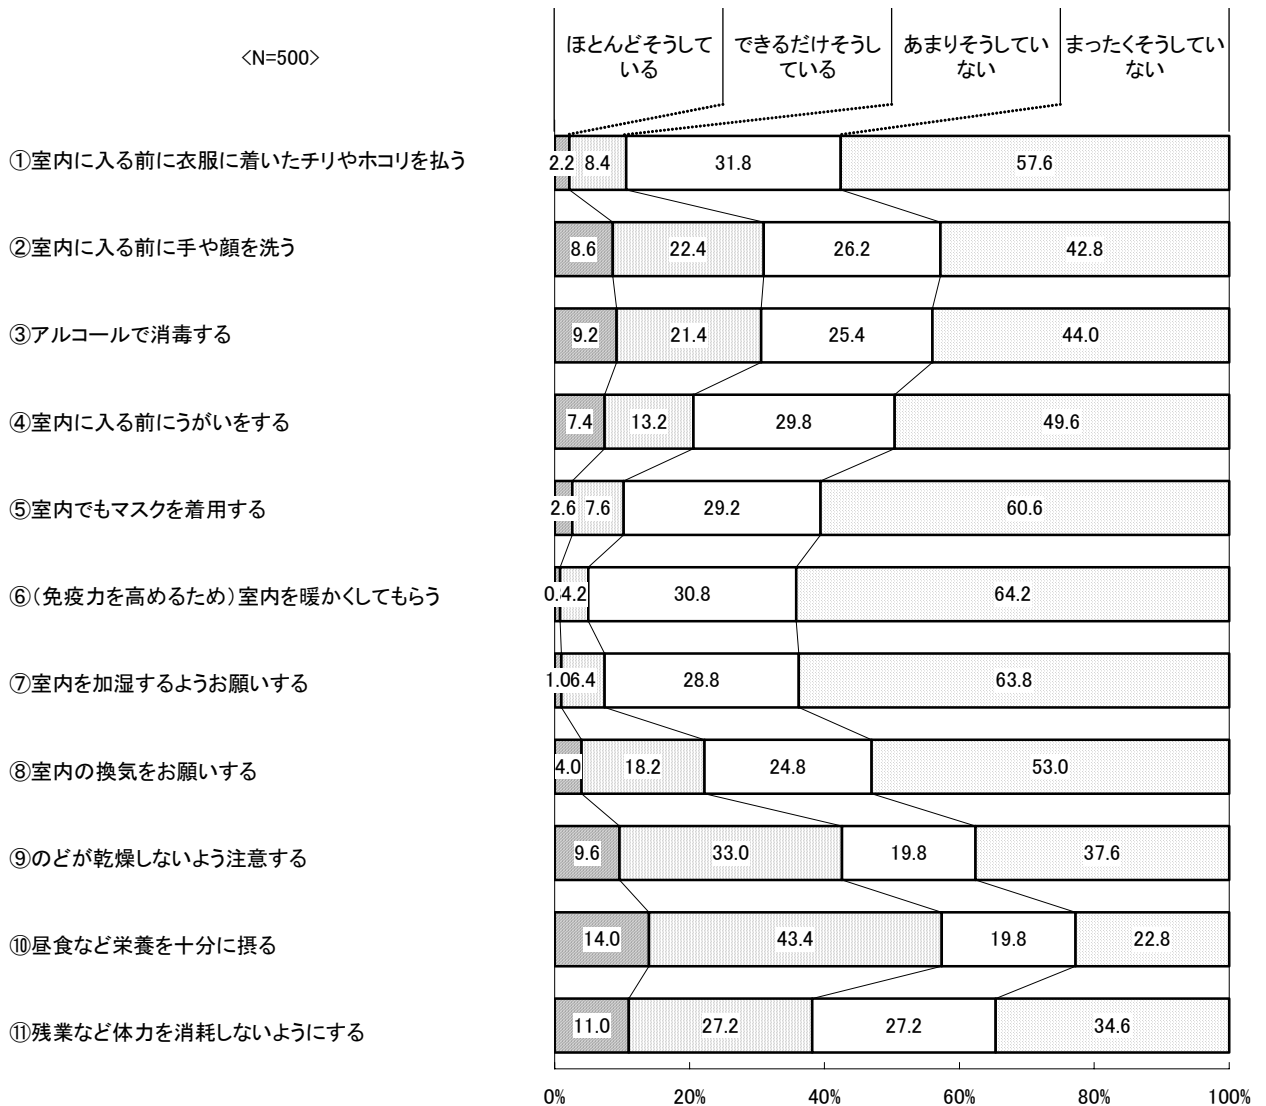 <N=500>
ほとんどそうして
いる
できるだけそうし
ている
あまりそうしてい
ない
まったくそうしてい
ない
①室内に入る前に衣服に着いたチリやホコリを払う
2.2 8.4 31.8 57.6
②室内に入る前に手や顔を洗う
8.6 22.4 26.2 42.8
③アルコールで消毒する
9.2 21.4 25.4 44.0
④室内に入る前にうがいをする
7.4 13.2 29.8 49.6
⑤室内でもマスクを着用する
2.6 7.6 29.2 60.6
⑥(免疫力を高めるため)室内を暖かくしてもらう
4.2 30.8 64.2
⑦室内を加湿するようお願いする
1.0 6.4 28.8 63.8
⑧室内の換気をお願いする
4.0 18.2 24.8 53.0
⑨のどが乾燥しないよう注意する
9.6 33.0 19.8 37.6
⑩昼食など栄養を十分に摂る
14.0 43.4 19.8 22.8
⑪残業など体力を消耗しないようにする
11.0 27.2 27.2 34.6
0% 20% 40% 60% 80% 100%